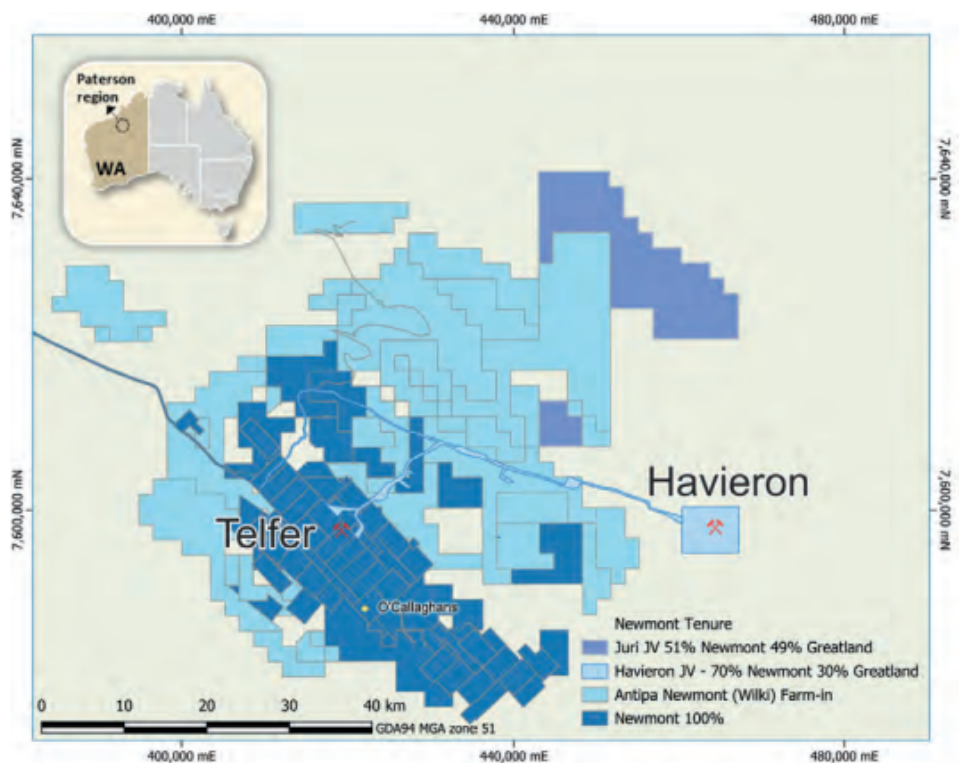 400,000 mE
440,000 mE
480,000 mE
Paterson
region
WA
7,640,000 mN
7,640,000 mN
Havieron
7,600,000 mN
7,600,000 mN
Telfer
O'Callaghans
Newmont Tenure
Juri JV 51% Newmont 49% Greatland
Havieron JV - 70% Newmont 30% Greatland
Antipa Newmont (Wilki) Farm-in
Newmont 100%
0 10 20 30 40 km
GDA94 MGA zone 51
400,000 mE
440,000 mE
480,000 mE